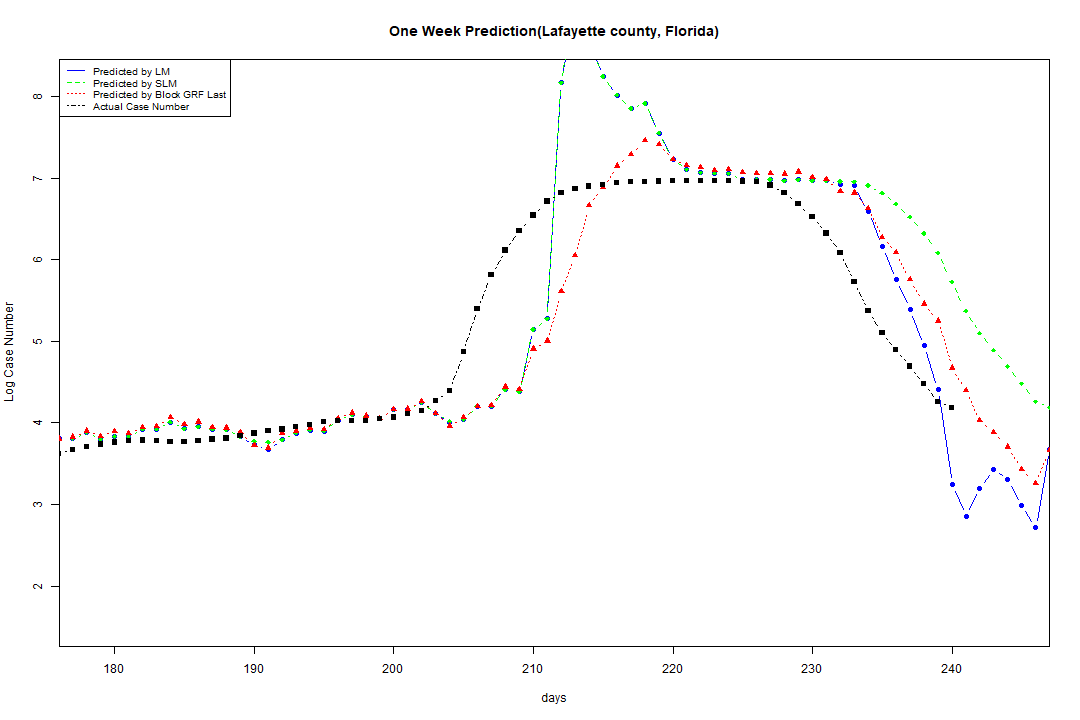 One Week Prediction(Lafayette county, Florida)
Predicted by LM
Predicted by SLM
Predicted by Block GRF Last
Actual Case Number
Log Case Number
8
7
6
5
4
3
2
180 190 200 210 220 230 240
days